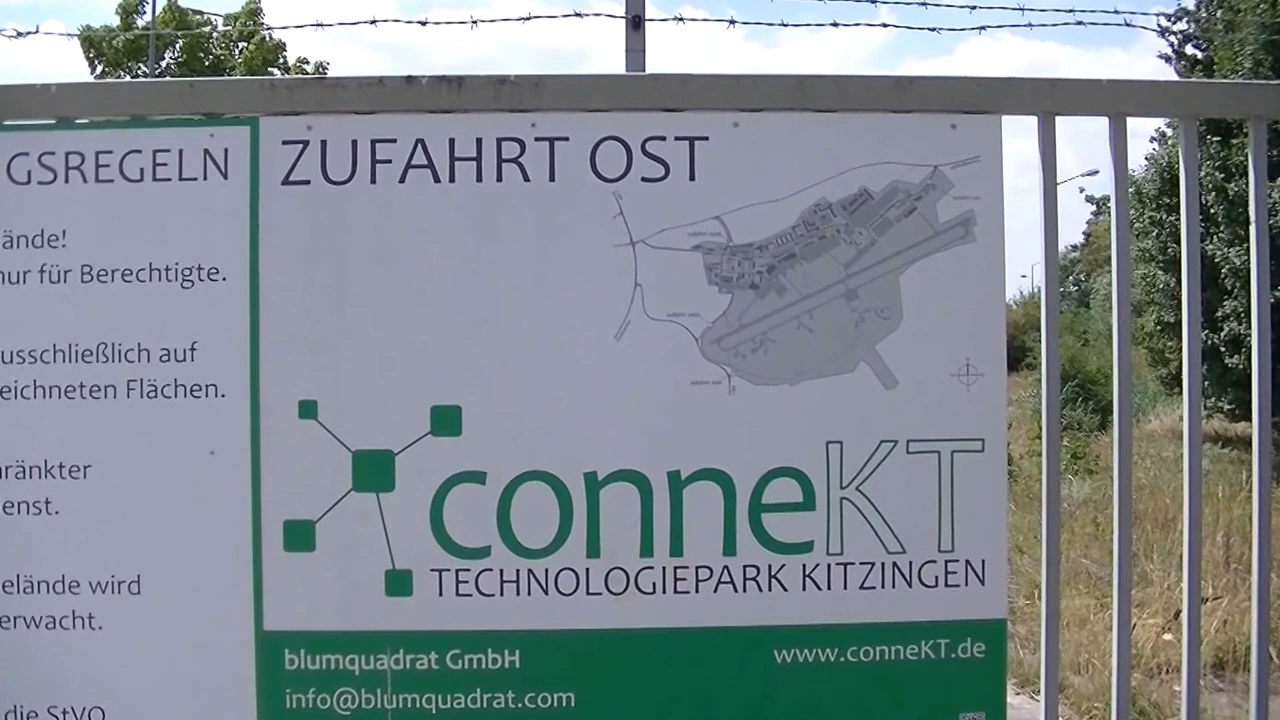 GSREGELN
ände!
nur für Berechtigte.
usschließlich auf
eichneten Flächen.
ränkter
enst.
elände wird
erwacht.
die StVO
ZUFAHRT OST
conneKT
TECHNOLOGIEPARK KITZINGEN
blumquadrat GmbH
info@blumquadrat.com
www.conneKT.de